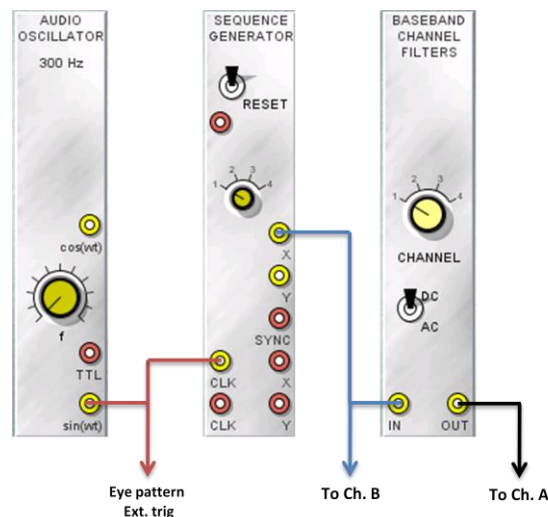 AUDIO
OSCILLATOR
300 Hz
cos(wt)
f
TTL
sin(wt)
SEQUENCE
GENERATOR
RESET
1 2 3 4
X
Y
SYNC
CLK X
CLK Y
BASEBAND
CHANNEL
FILTERS
1 2 3 4
CHANNEL
DC
AC
IN OUT
Eye pattern
Ext. trig
To Ch. B
To Ch. A